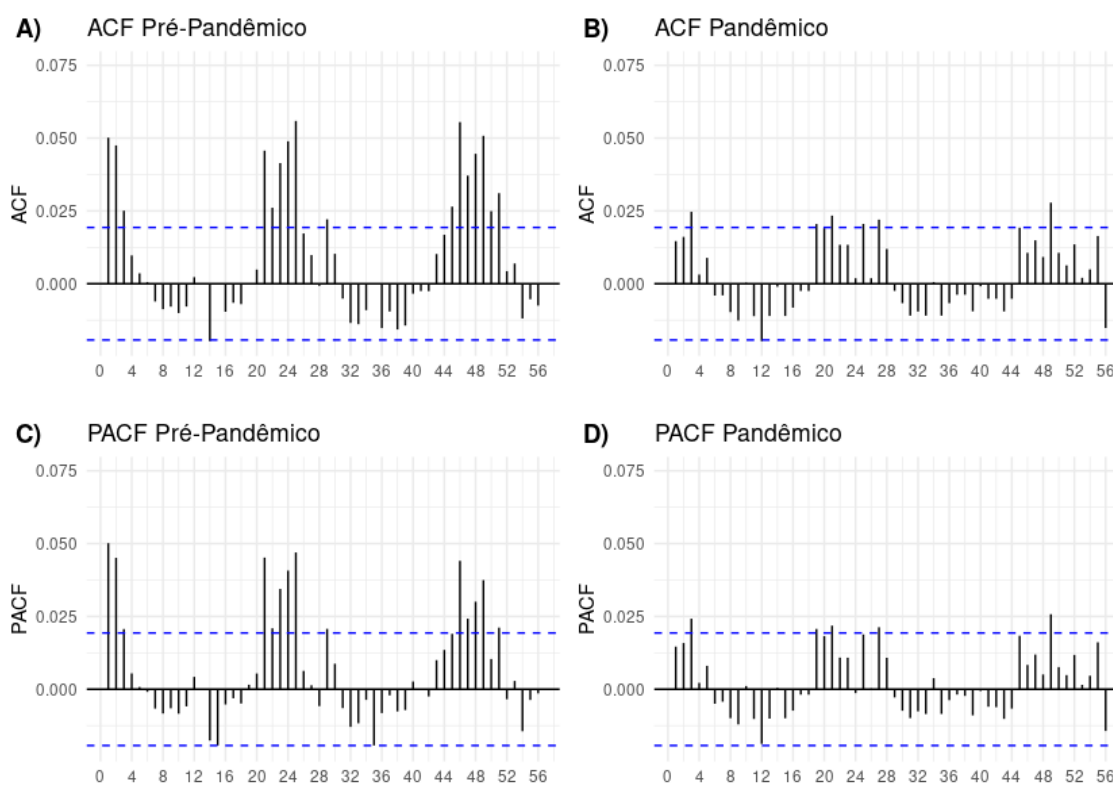 A) ACF Pré-Pandêmico
0.075
0.050
0.025
0.000
ACF
0 4 8 12 16 20 24 28 32 36 40 44 48 52 56
B) ACF Pandêmico
0.075
0.050
0.025
0.000
ACF
0 4 8 12 16 20 24 28 32 36 40 44 48 52 56
C) PACF Pré-Pandêmico
0.075
0.050
0.025
0.000
PACF
0 4 8 12 16 20 24 28 32 36 40 44 48 52 56
D) PACF Pandêmico
0.075
0.050
0.025
0.000
PACF
0 4 8 12 16 20 24 28 32 36 40 44 48 52 56